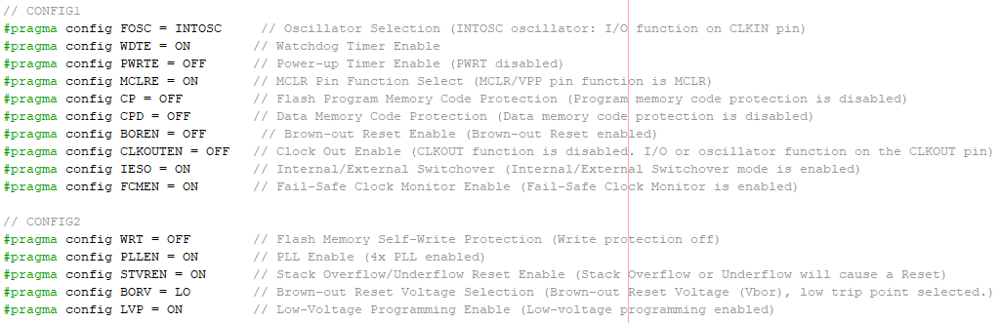 // CONFIG1
#pragma config FOSC = INTOSC // Oscillator Selection (INTOSC oscillator: I/O function on CLKIN pin)
#pragma config WDTE = ON // Watchdog Timer Enable
#pragma config PWRTE = OFF // Power-up Timer Enable (PWRT disabled)
#pragma config MCLRE = ON // MCLR Pin Function Select (MCLR/VPP pin function is MCLR)
#pragma config CP = OFF // Flash Program Memory Code Protection (Program memory code protection is disabled)
#pragma config CPD = OFF // Data Memory Code Protection (Data memory code protection is disabled)
#pragma config BOREN = OFF // Brown-out Reset Enable (Brown-out Reset enabled)
#pragma config CLKOUTEN = OFF // Clock Out Enable (CLKOUT function is disabled. I/O or oscillator function on the CLKOUT pin)
#pragma config IESO = ON // Internal/External Switchover (Internal/External Switchover mode is enabled)
#pragma config FCMEN = ON // Fail-Safe Clock Monitor Enable (Fail-Safe Clock Monitor is enabled)
// CONFIG2
#pragma config WRT = OFF // Flash Memory Self-Write Protection (Write protection off)
#pragma config PLLEN = ON // PLL Enable (4x PLL enabled)
#pragma config STVREN = ON // Stack Overflow/Underflow Reset Enable (Stack Overflow or Underflow will cause a Reset)
#pragma config BORV = LO // Brown-out Reset Voltage Selection (Brown-out Reset Voltage (Vbor), low trip point selected.)
#pragma config LVP = ON // Low-Voltage Programming Enable (Low-voltage programming enabled)